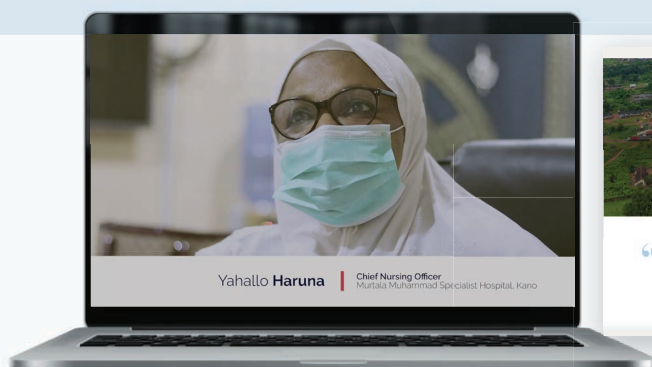 Yahallo Haruna
Chief Nursing Officer
Murtala Muhammad Specialist Hospital, Kano
“